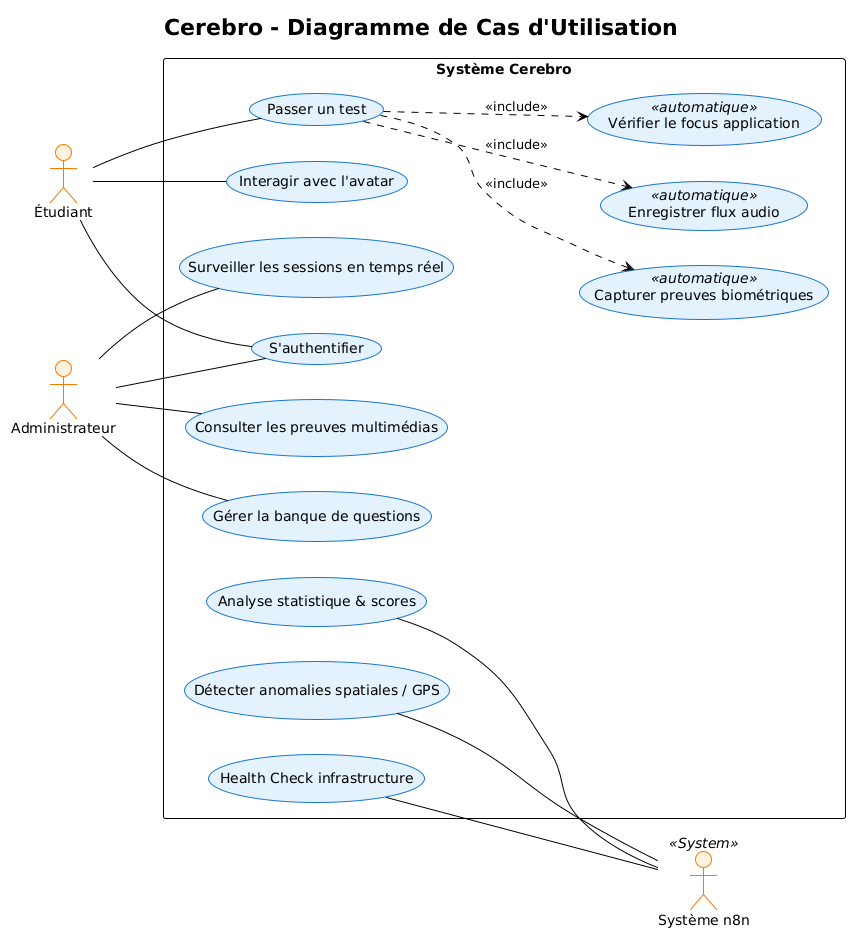 Cerebro - Diagramme de Cas d'Utilisation
Système Cerebro
Passer un test
«include»
«automatique»
Vérifier le focus application
«include»
Étudiant
Interagir avec l'avatar
«include»
«automatique»
Enregistrer flux audio
Surveiller les sessions en temps réel
«automatique»
Capturer preuves biométriques
S'authentifier
Administrateur
Consulter les preuves multimédias
Gérer la banque de questions
Analyse statistique & scores
Détecter anomalies spatiales / GPS
Health Check infrastructure
«System»
Système n8n